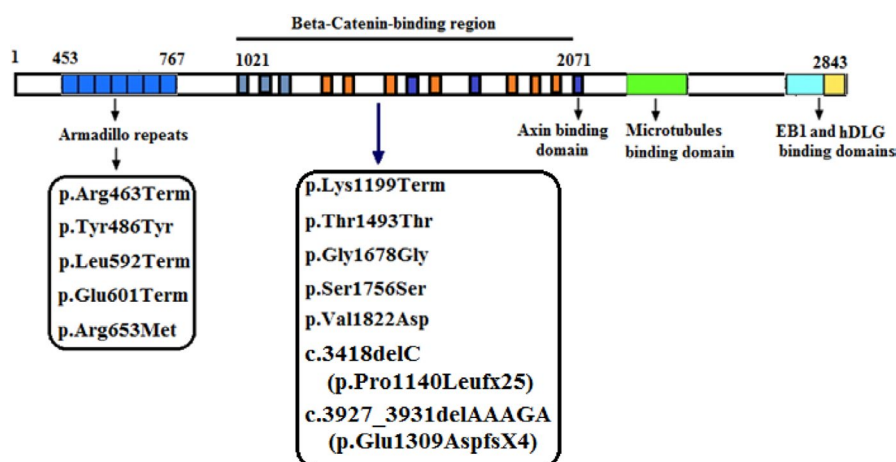 Beta-Catenin-binding region
1 453 767 1021 2071 2843
Armadillo repeats
Axin binding
domain
Microtubules
binding domain
EB1 and hDLG
binding domains
p.Arg463Term
p.Tyr486Tyr
p.Leu592Term
p.Glu601Term
p.Arg653Met
p.Lys1199Term
p.Thr1493Thr
p.Gly1678Gly
p.Ser1756Ser
p.Val1822Asp
c.3418delC
(p.Pro1140Leufx25)
c.3927_3931delAAAGA
(p.Glu1309AspfsX4)